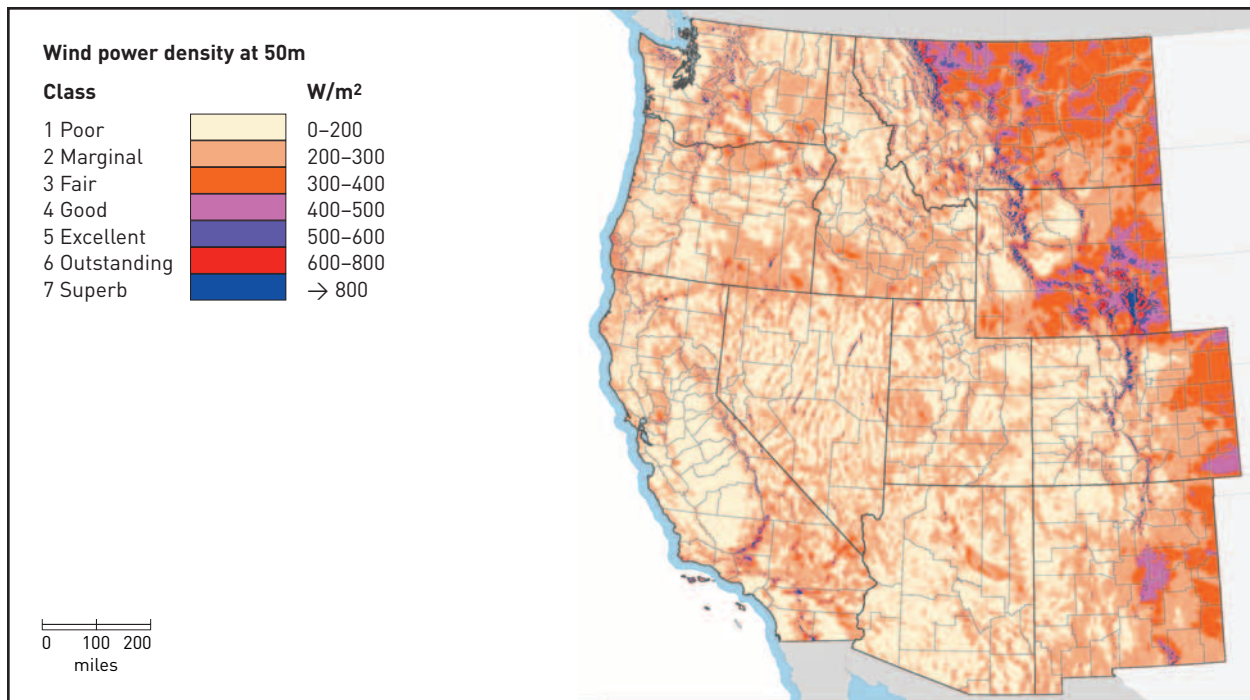 Wind power density at 50m
Class W/m²
1 Poor 0–200
2 Marginal 200–300
3 Fair 300–400
4 Good 400–500
5 Excellent 500–600
6 Outstanding 600–800
7 Superb → 800
0 100 200
miles